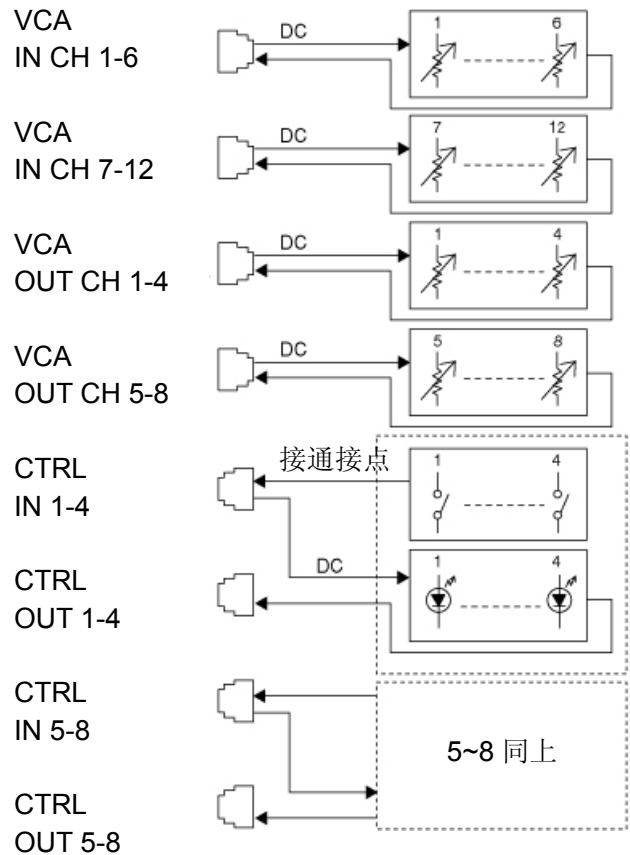 VCA
IN CH 1-6
DC
1 6
VCA
IN CH 7-12
DC
7 12
VCA
OUT CH 1-4
DC
1 4
VCA
OUT CH 5-8
DC
5 8
CTRL
IN 1-4
接通接点
1 4
DC
1 4
CTRL
OUT 1-4
CTRL
IN 5-8
5~8 同上
CTRL
OUT 5-8